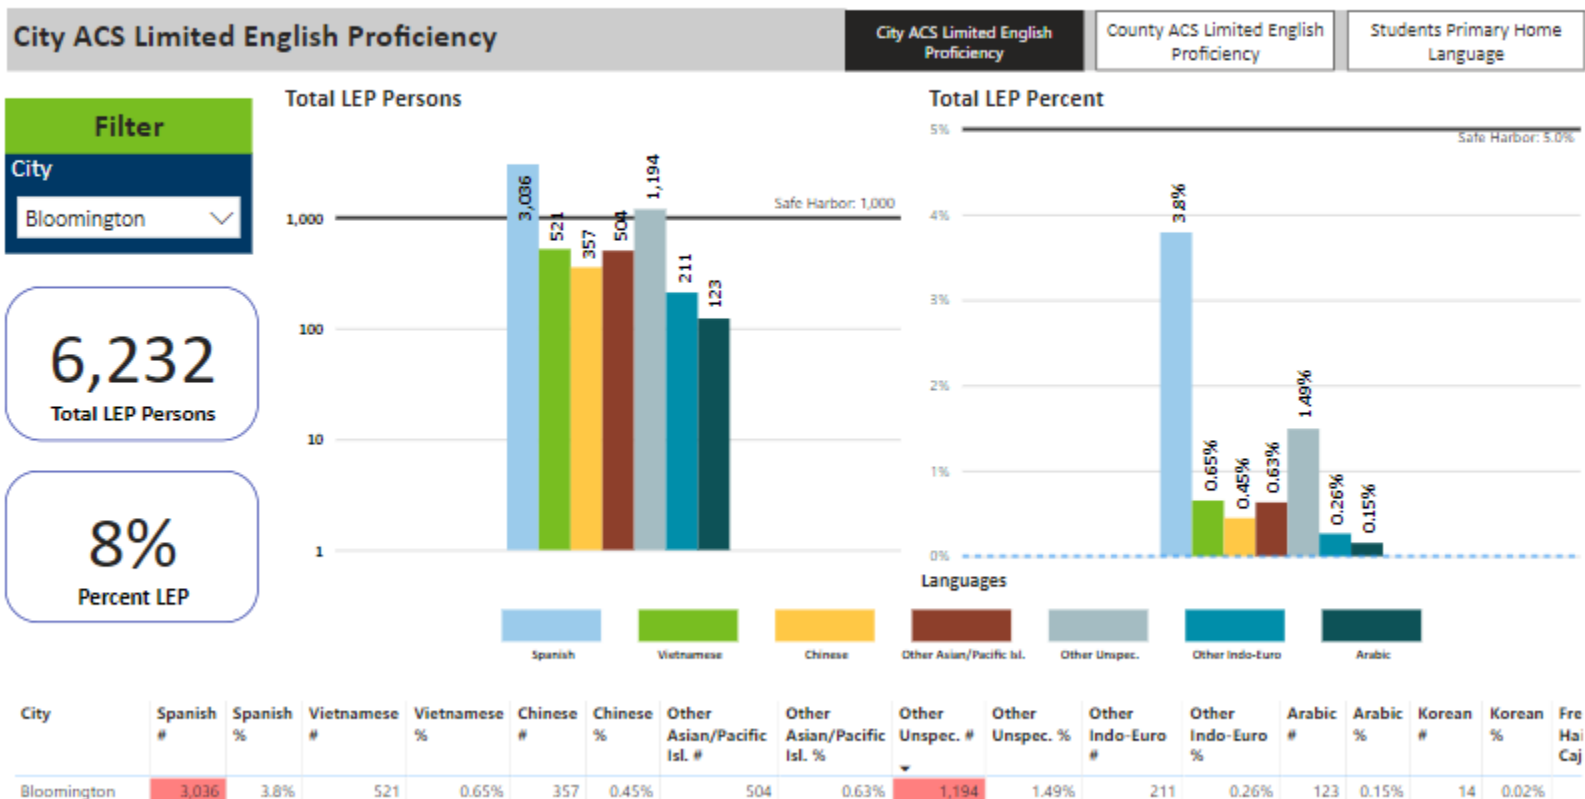 City ACS Limited English Proficiency
City ACS Limited English
Proficiency
County ACS Limited English
Proficiency
Students Primary Home
Language
Filter
City
Bloomington
6,232
Total LEP Persons
8%
Percent LEP
Total LEP Persons
1,000
100
10
1
Safe Harbor: 1,000
3,036
521
357
504
1,194
211
123
Total LEP Percent
5%
4%
3%
2%
1%
0%
Safe Harbor: 5.0%
3.8%
0.65%
0.45%
0.63%
1.49%
0.26%
0.15%
Languages
Spanish
Vietnamese
Chinese
Other Asian/Pacific Isl.
Other Unspec.
Other Indo-Euro
Arabic
City
Spanish
#
Spanish
%
Vietnamese
#
Vietnamese
%
Chinese
#
Chinese
%
Other
Asian/Pacific
Isl. #
Other
Asian/Pacific
Isl. %
Other
Unspec. #
Other
Unspec. %
Other
Indo-Euro
#
Other
Indo-Euro
%
Arabic
#
Arabic
%
Korean
#
Korean
%
Fre
Hai
Caj
Bloomington 3,036 3.8% 521 0.65% 357 0.45% 504 0.63% 1,194 1.49% 211 0.26% 123 0.15% 14 0.02%